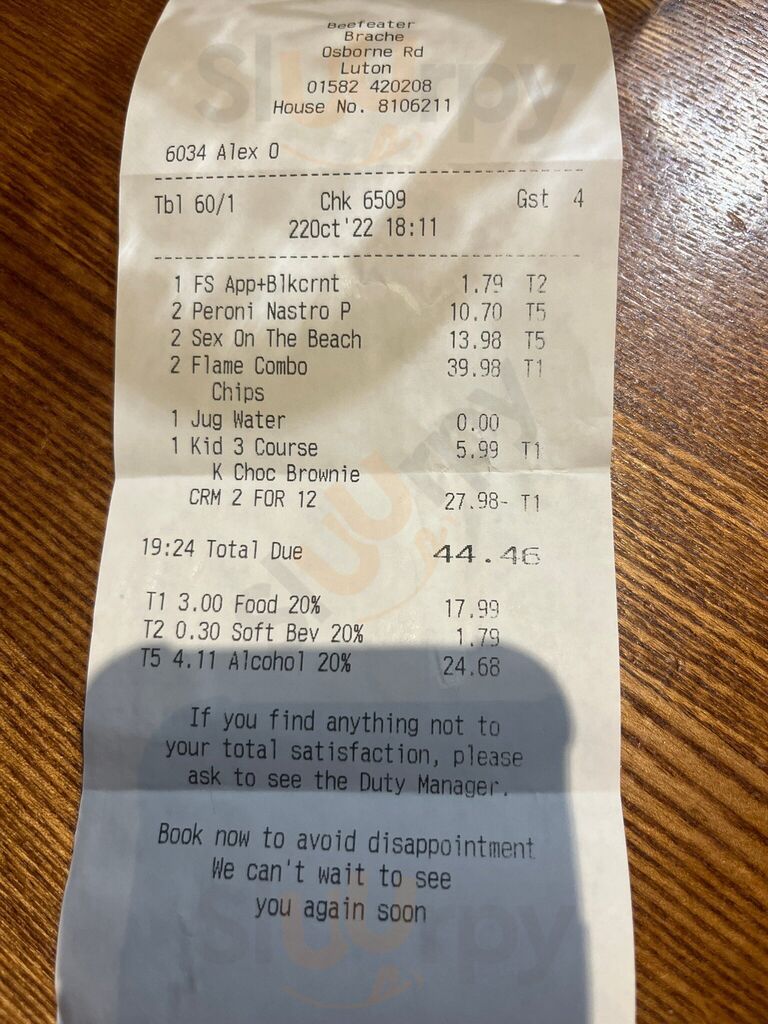 Beefeater
Brache
Osborne Rd
Luton
01582 420208
House No. 8106211
6034 Alex O
Tbl 60/1 Chk 6509 Gst 4
22Oct'22 18:11
1 FS App+Blkcrnt 1.79 T2
2 Peroni Nastro P 10.70 T5
2 Sex On The Beach 13.98 T5
2 Flame Combo 39.98 T1
Chips
1 Jug Water 0.00
1 Kid 3 Course 5.99 T1
K Choc Brownie
CRM 2 FOR 12 27.98- T1
19:24 Total Due 44.46
T1 3.00 Food 20% 17.99
T2 0.30 Soft Bev 20% 1.79
T5 4.11 Alcohol 20% 24.68
If you find anything not to
your total satisfaction, please
ask to see the Duty Manager.
Book now to avoid disappointment
We can't wait to see
you again soon
Sluurpy
Sluurpy
Sluurpy